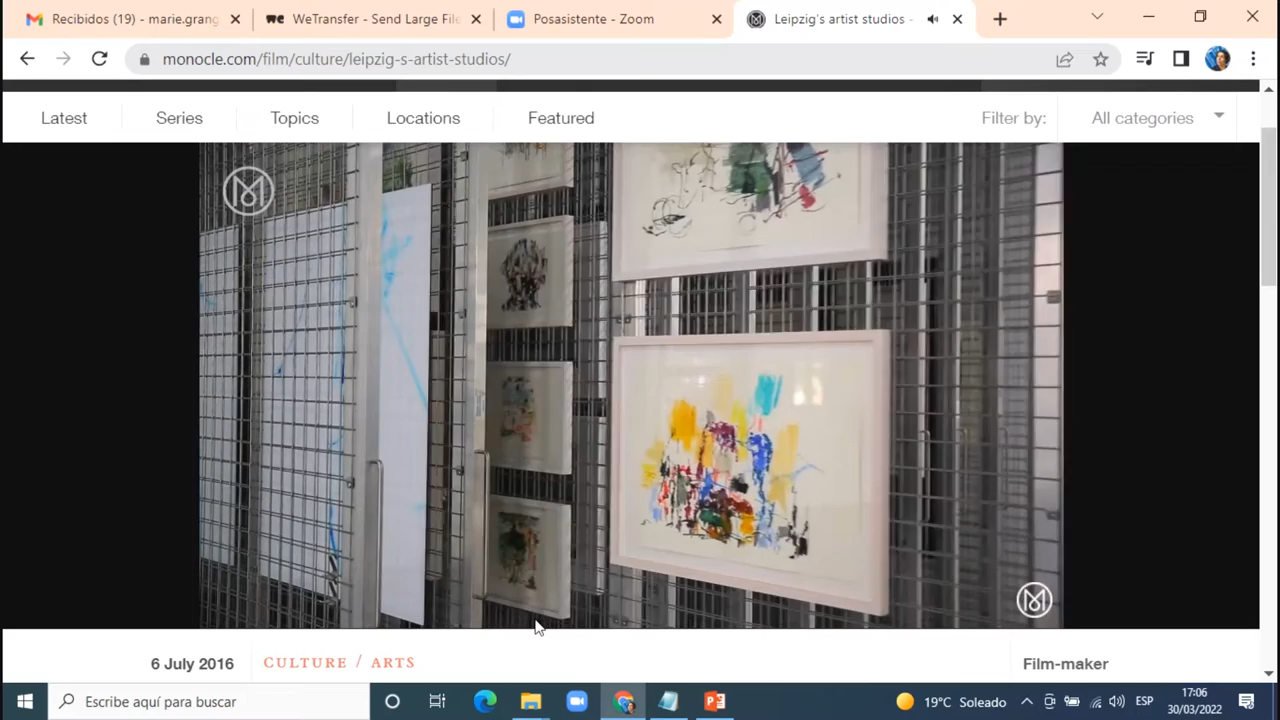 Recibidos (19) - marie.grang
WeTransfer - Send Large File
Posasistente - Zoom
Leipzig's artist studios -
monocle.com/film/culture/leipzig-s-artist-studios/
Latest
Series
Topics
Locations
Featured
Filter by:
All categories
6 July 2016
CULTURE / ARTS
Film-maker
Escribe aquí para buscar
19°C Soleado
ESP
17:06
30/03/2022